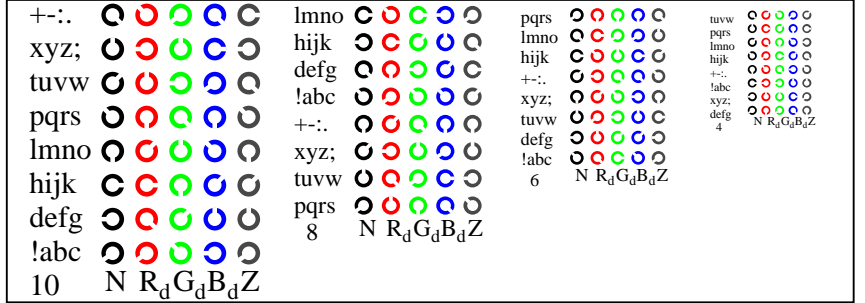 +-:.
xyz;
tuvw
pqrs
lmno
hijk
defg
!abc
10 N RdGdBdZ
lmno
hijk
defg
!abc
+-:.
xyz;
tuvw
pqrs
8 N RdGdBdZ
pqrs
lmno
hijk
+-:.
xyz;
tuvw
defg
!abc
6 N RdGdBdZ
tuvw
pqrs
lmno
hijk
+-:.
!abc
xyz;
defg
4 N RdGdBdZ